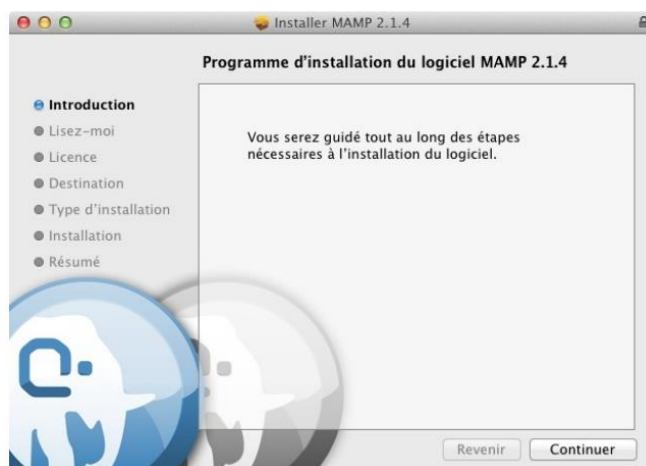 Installer MAMP 2.1.4
Programme d'installation du logiciel MAMP 2.1.4
Introduction
Lisez-moi
Licence
Destination
Type d'installation
Installation
Résumé
Vous serez guidé tout au long des étapes
nécessaires à l'installation du logiciel.
Revenir
Continuer